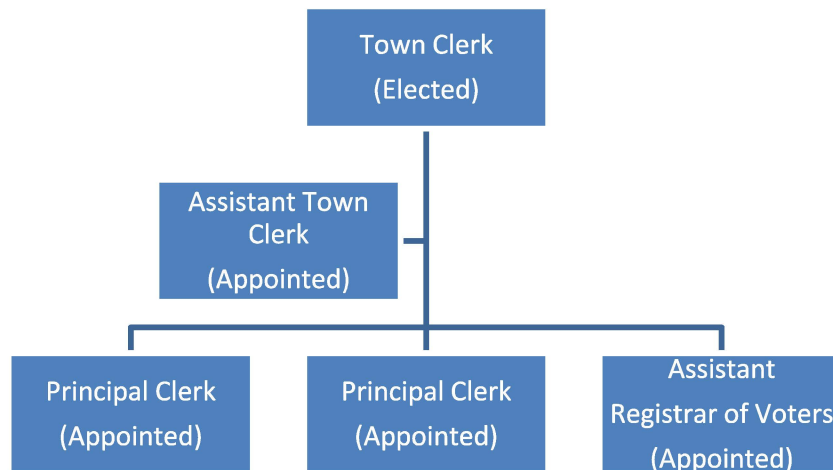 Town Clerk
(Elected)
Assistant Town
Clerk
(Appointed)
Principal Clerk
(Appointed)
Principal Clerk
(Appointed)
Assistant
Registrar of Voters
(Appointed)